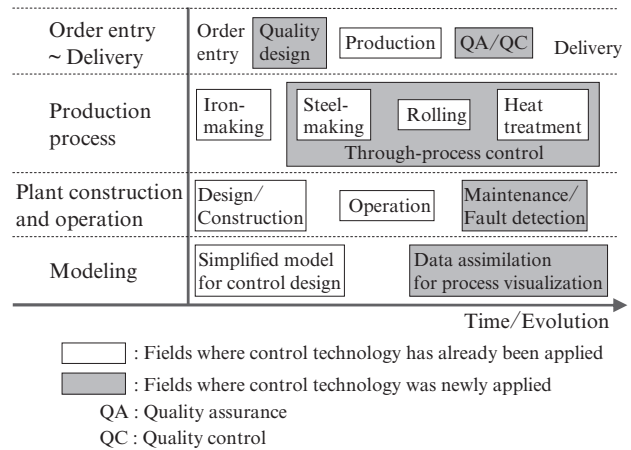 Order entry
~ Delivery
Order
entry
Quality
design
Production
QA/QC
Delivery
Production
process
Iron-
making
Steel-
making
Rolling
Heat
treatment
Through-process control
Plant construction
and operation
Design/
Construction
Operation
Maintenance/
Fault detection
Modeling
Simplified model
for control design
Data assimilation
for process visualization
Time/Evolution
: Fields where control technology has already been applied
: Fields where control technology was newly applied
QA : Quality assurance
QC : Quality control